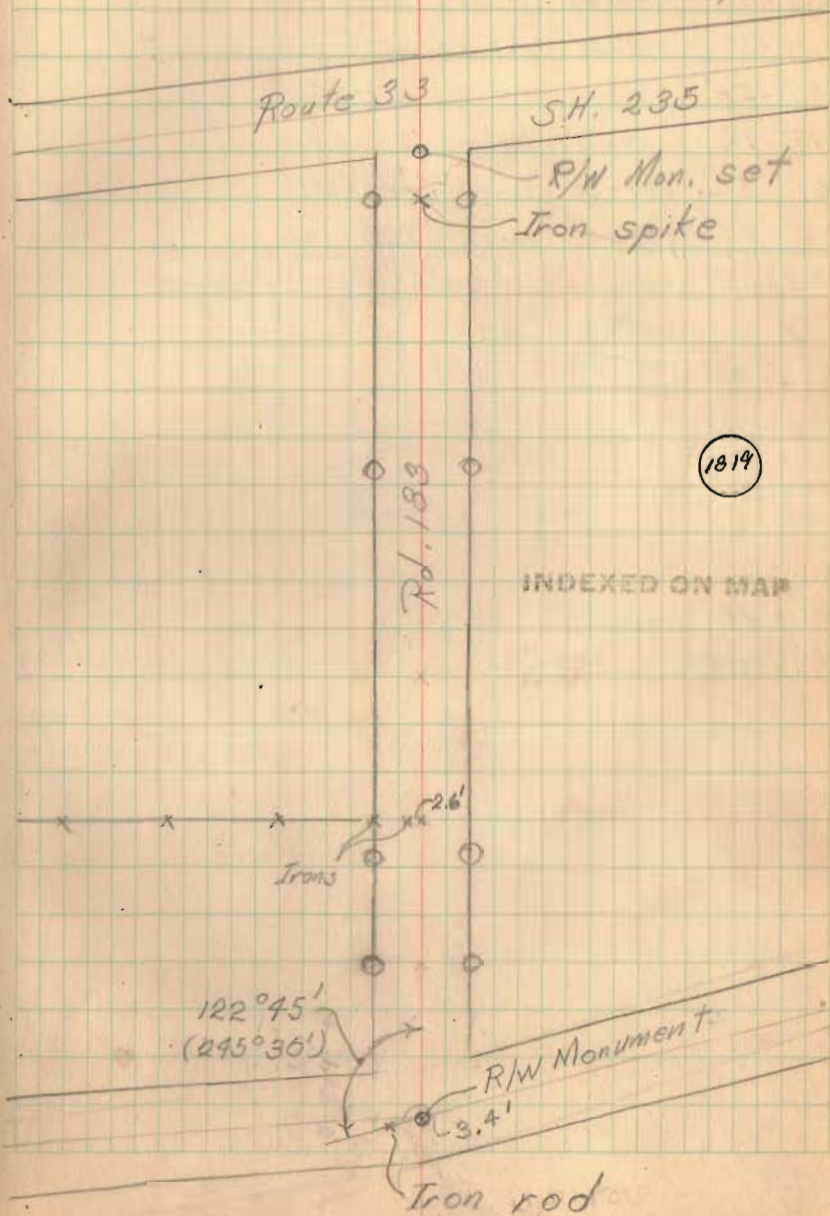 Route 33
S.H. 235
R/W Mon. set
Iron spike
1819
Rd. 183
INDEXED ON MAP
2.6'
Irons
122°45'
(245°30')
R/W Monument
3.4'
Iron rod